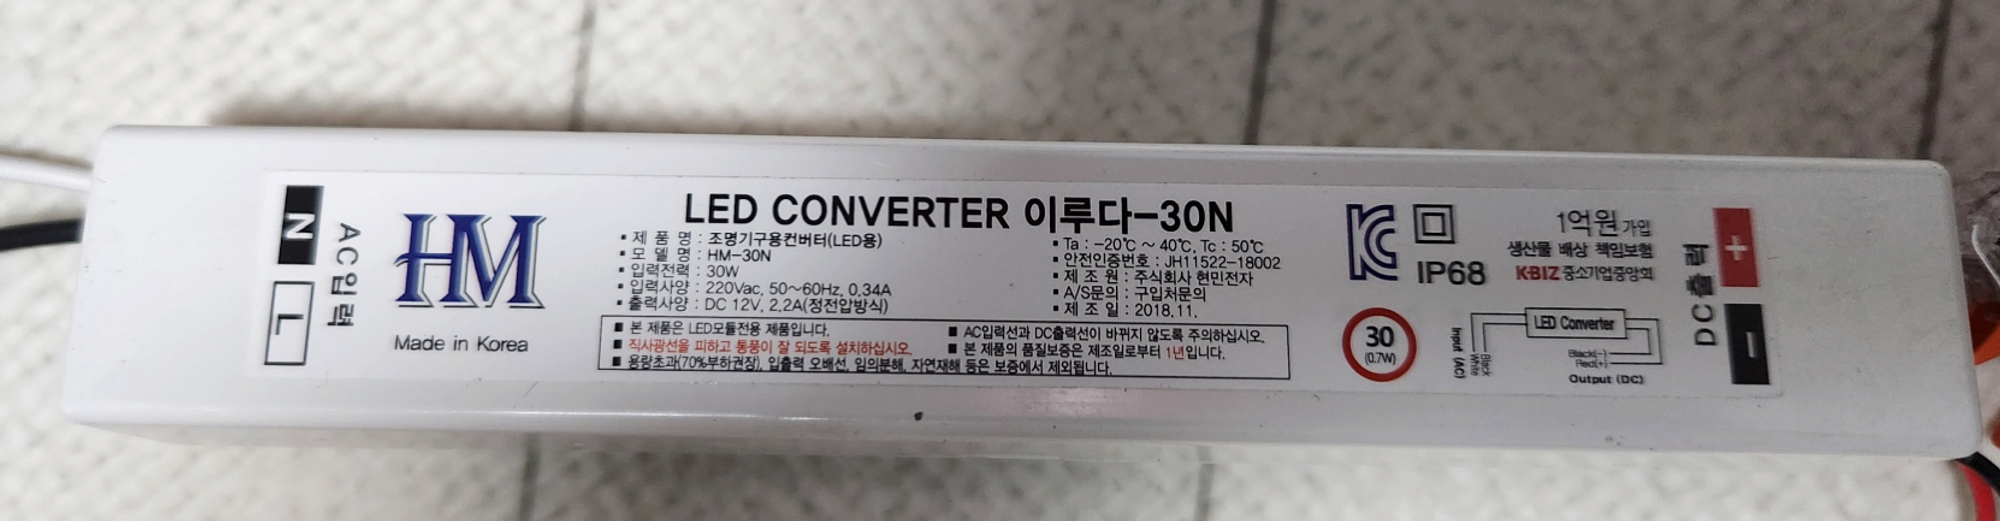 N
L
AC입력
HM
Made in Korea
LED CONVERTER 이루다-30N
▪ 제 품 명 : 조명기구용컨버터(LED용)
▪ 모 델 명 : HM-30N
▪ 입력전력 : 30W
▪ 입력사양 : 220Vac, 50~60Hz, 0.34A
▪ 출력사양 : DC 12V, 2.2A(정전압방식)
▪ Ta : -20℃ ~ 40℃, Tc : 50℃
▪ 안전인증번호 : JH11522-18002
▪ 제 조 원 : 주식회사 현민전자
▪ A/S문의 : 구입처문의
▪ 제 조 일 : 2018.11.
■ 본 제품은 LED모듈전용 제품입니다.
■ 직사광선을 피하고 통풍이 잘 되도록 설치하십시오.
■ 용량초과(70%부하권장), 입출력 오배선, 임의분해, 자연재해 등은 보증에서 제외됩니다.
■ AC입력선과 DC출력선이 바뀌지 않도록 주의하십시오.
■ 본 제품의 품질보증은 제조일로부터 1년입니다.
IP68
30
(0.7W)
1억원 가입
생산물 배상 책임보험
K-BIZ 중소기업중앙회
LED Converter
Input (AC)
Black
White
Black(-)
Red(+)
Output (DC)
DC출력
+
-